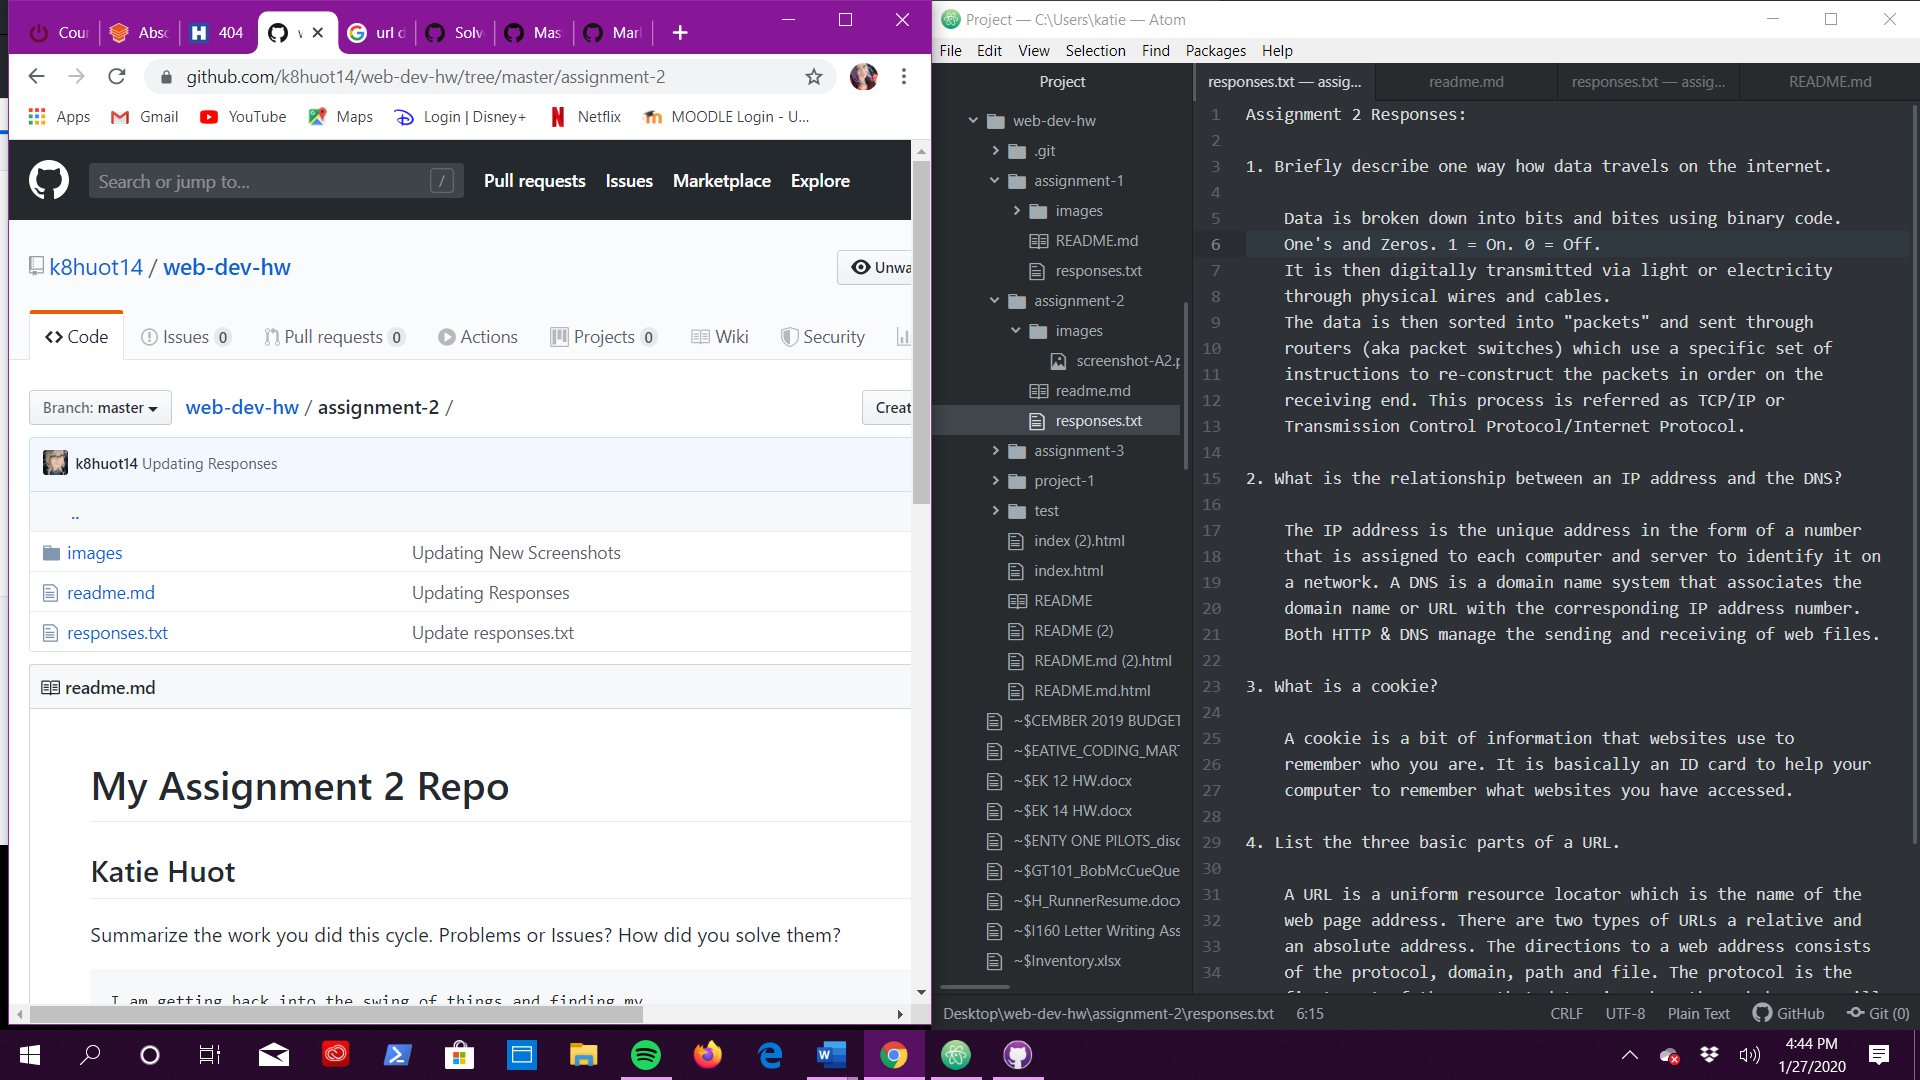 Cour
Absc
404
url d
Solv
Mas
Marl
github.com/k8huot14/web-dev-hw/tree/master/assignment-2
Apps
Gmail
YouTube
Maps
Login | Disney+
Netflix
MOODLE Login - U...
Search or jump to...
/
Pull requests
Issues
Marketplace
Explore
k8huot14 / web-dev-hw
Unwa
Code
Issues 0
Pull requests 0
Actions
Projects 0
Wiki
Security
Branch: master
web-dev-hw / assignment-2 /
Creat
k8huot14 Updating Responses
..
images Updating New Screenshots
readme.md Updating Responses
responses.txt Update responses.txt
readme.md
My Assignment 2 Repo
Katie Huot
Summarize the work you did this cycle. Problems or Issues? How did you solve them?
I am getting back into the swing of things and finding my
Project — C:\Users\katie — Atom
File Edit View Selection Find Packages Help
Project
web-dev-hw
.git
assignment-1
images
README.md
responses.txt
assignment-2
images
screenshot-A2.p
readme.md
responses.txt
assignment-3
project-1
test
index (2).html
index.html
README
README (2)
README.md (2).html
README.md.html
~$CEMBER 2019 BUDGET
~$EATIVE_CODING_MART
~$EK 12 HW.docx
~$EK 14 HW.docx
~$ENTY ONE PILOTS_disc
~$GT101_BobMcCueQue
~$H_RunnerResume.docx
~$I160 Letter Writing Ass
~$Inventory.xlsx
responses.txt — assig...
readme.md
responses.txt — assig...
README.md
1 Assignment 2 Responses:
2
3 1. Briefly describe one way how data travels on the internet.
4
5 Data is broken down into bits and bites using binary code.
6 One's and Zeros. 1 = On. 0 = Off.
7 It is then digitally transmitted via light or electricity
8 through physical wires and cables.
9 The data is then sorted into "packets" and sent through
10 routers (aka packet switches) which use a specific set of
11 instructions to re-construct the packets in order on the
12 receiving end. This process is referred as TCP/IP or
13 Transmission Control Protocol/Internet Protocol.
14
15 2. What is the relationship between an IP address and the DNS?
16
17 The IP address is the unique address in the form of a number
18 that is assigned to each computer and server to identify it on
19 a network. A DNS is a domain name system that associates the
20 domain name or URL with the corresponding IP address number.
21 Both HTTP & DNS manage the sending and receiving of web files.
22
23 3. What is a cookie?
24
25 A cookie is a bit of information that websites use to
26 remember who you are. It is basically an ID card to help your
27 computer to remember what websites you have accessed.
28
29 4. List the three basic parts of a URL.
30
31 A URL is a uniform resource locator which is the name of the
32 web page address. There are two types of URLs a relative and
33 an absolute address. The directions to a web address consists
34 of the protocol, domain, path and file. The protocol is the
Desktop\web-dev-hw\assignment-2\responses.txt 6:15
CRLF UTF-8 Plain Text GitHub Git (0)
4:44 PM
1/27/2020